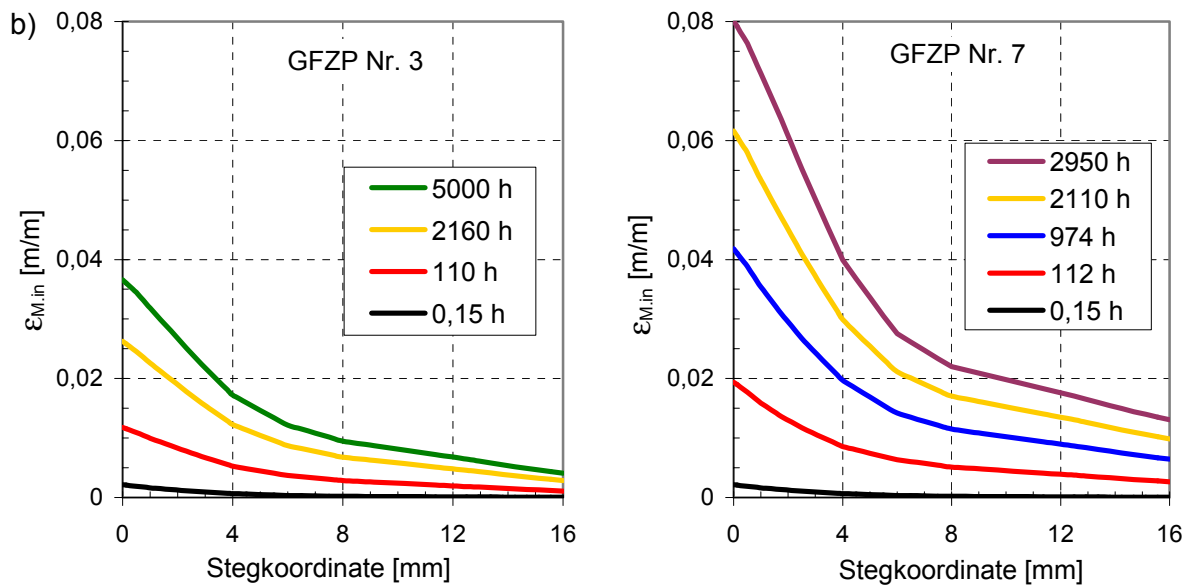 b)
GFZP Nr. 3
0,08
0,06
0,04
0,02
0
ε_M.in [m/m]
5000 h
2160 h
110 h
0,15 h
0 4 8 12 16
Stegkoordinate [mm]
GFZP Nr. 7
0,08
0,06
0,04
0,02
0
ε_M.in [m/m]
2950 h
2110 h
974 h
112 h
0,15 h
0 4 8 12 16
Stegkoordinate [mm]